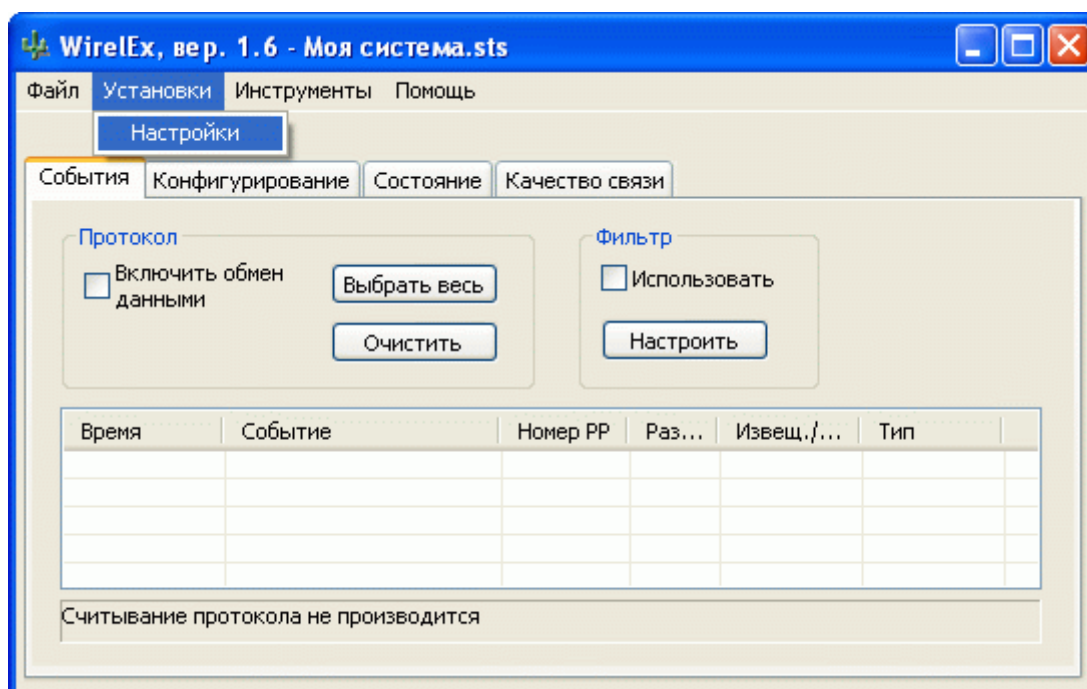 WirelEx, вер. 1.6 - Моя система.sts
Файл Установки Инструменты Помощь
Настройки
События Конфигурирование Состояние Качество связи
Протокол
Включить обмен
данными
Выбрать весь
Очистить
Фильтр
Использовать
Настроить
Время Событие Номер РР Раз... Извещ./... Тип
Считывание протокола не производится